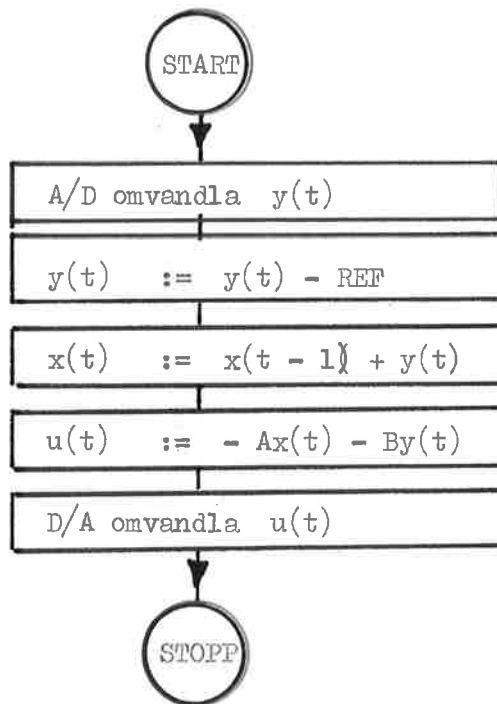 START
A/D omvandla y(t)
y(t) := y(t) - REF
x(t) := x(t - 1) + y(t)
u(t) := - Ax(t) - By(t)
D/A omvandla u(t)
STOPP